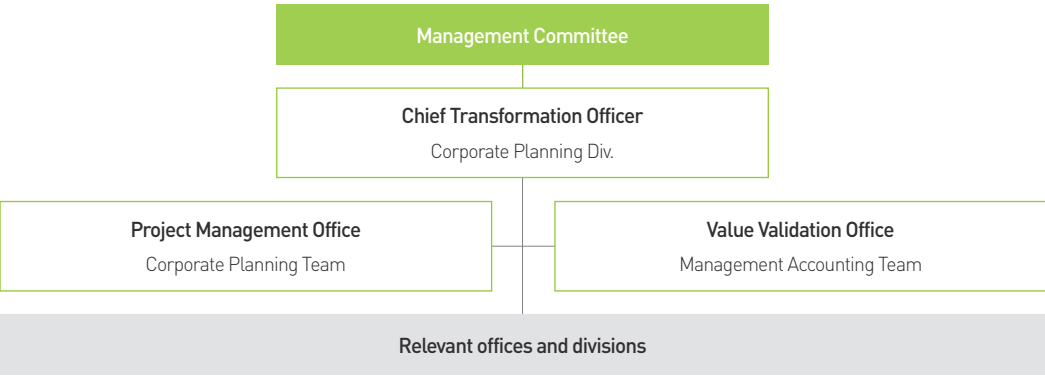 Management Committee
Chief Transformation Officer
Corporate Planning Div.
Project Management Office
Corporate Planning Team
Value Validation Office
Management Accounting Team
Relevant offices and divisions